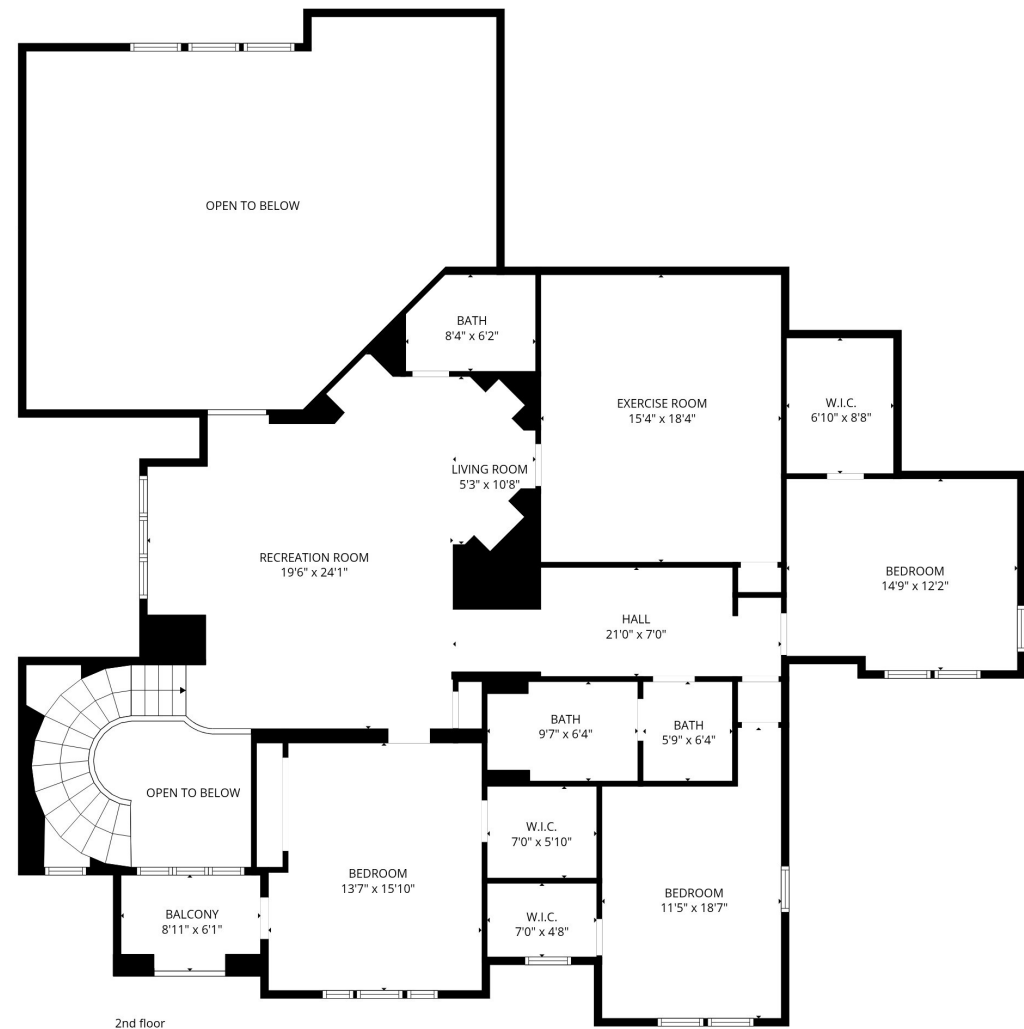 OPEN TO BELOW
BATH
8'4" x 6'2"
EXERCISE ROOM
15'4" x 18'4"
W.I.C.
6'10" x 8'8"
LIVING ROOM
5'3" x 10'8"
RECREATION ROOM
19'6" x 24'1"
BEDROOM
14'9" x 12'2"
HALL
21'0" x 7'0"
BATH
9'7" x 6'4"
BATH
5'9" x 6'4"
OPEN TO BELOW
W.I.C.
7'0" x 5'10"
BEDROOM
13'7" x 15'10"
BEDROOM
11'5" x 18'7"
BALCONY
8'11" x 6'1"
W.I.C.
7'0" x 4'8"
2nd floor